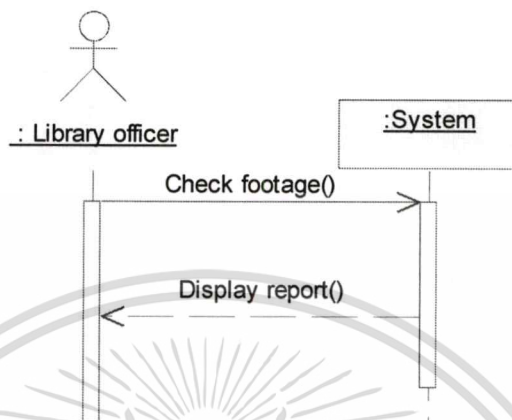 : Library officer
:System
Check footage()
Display report()